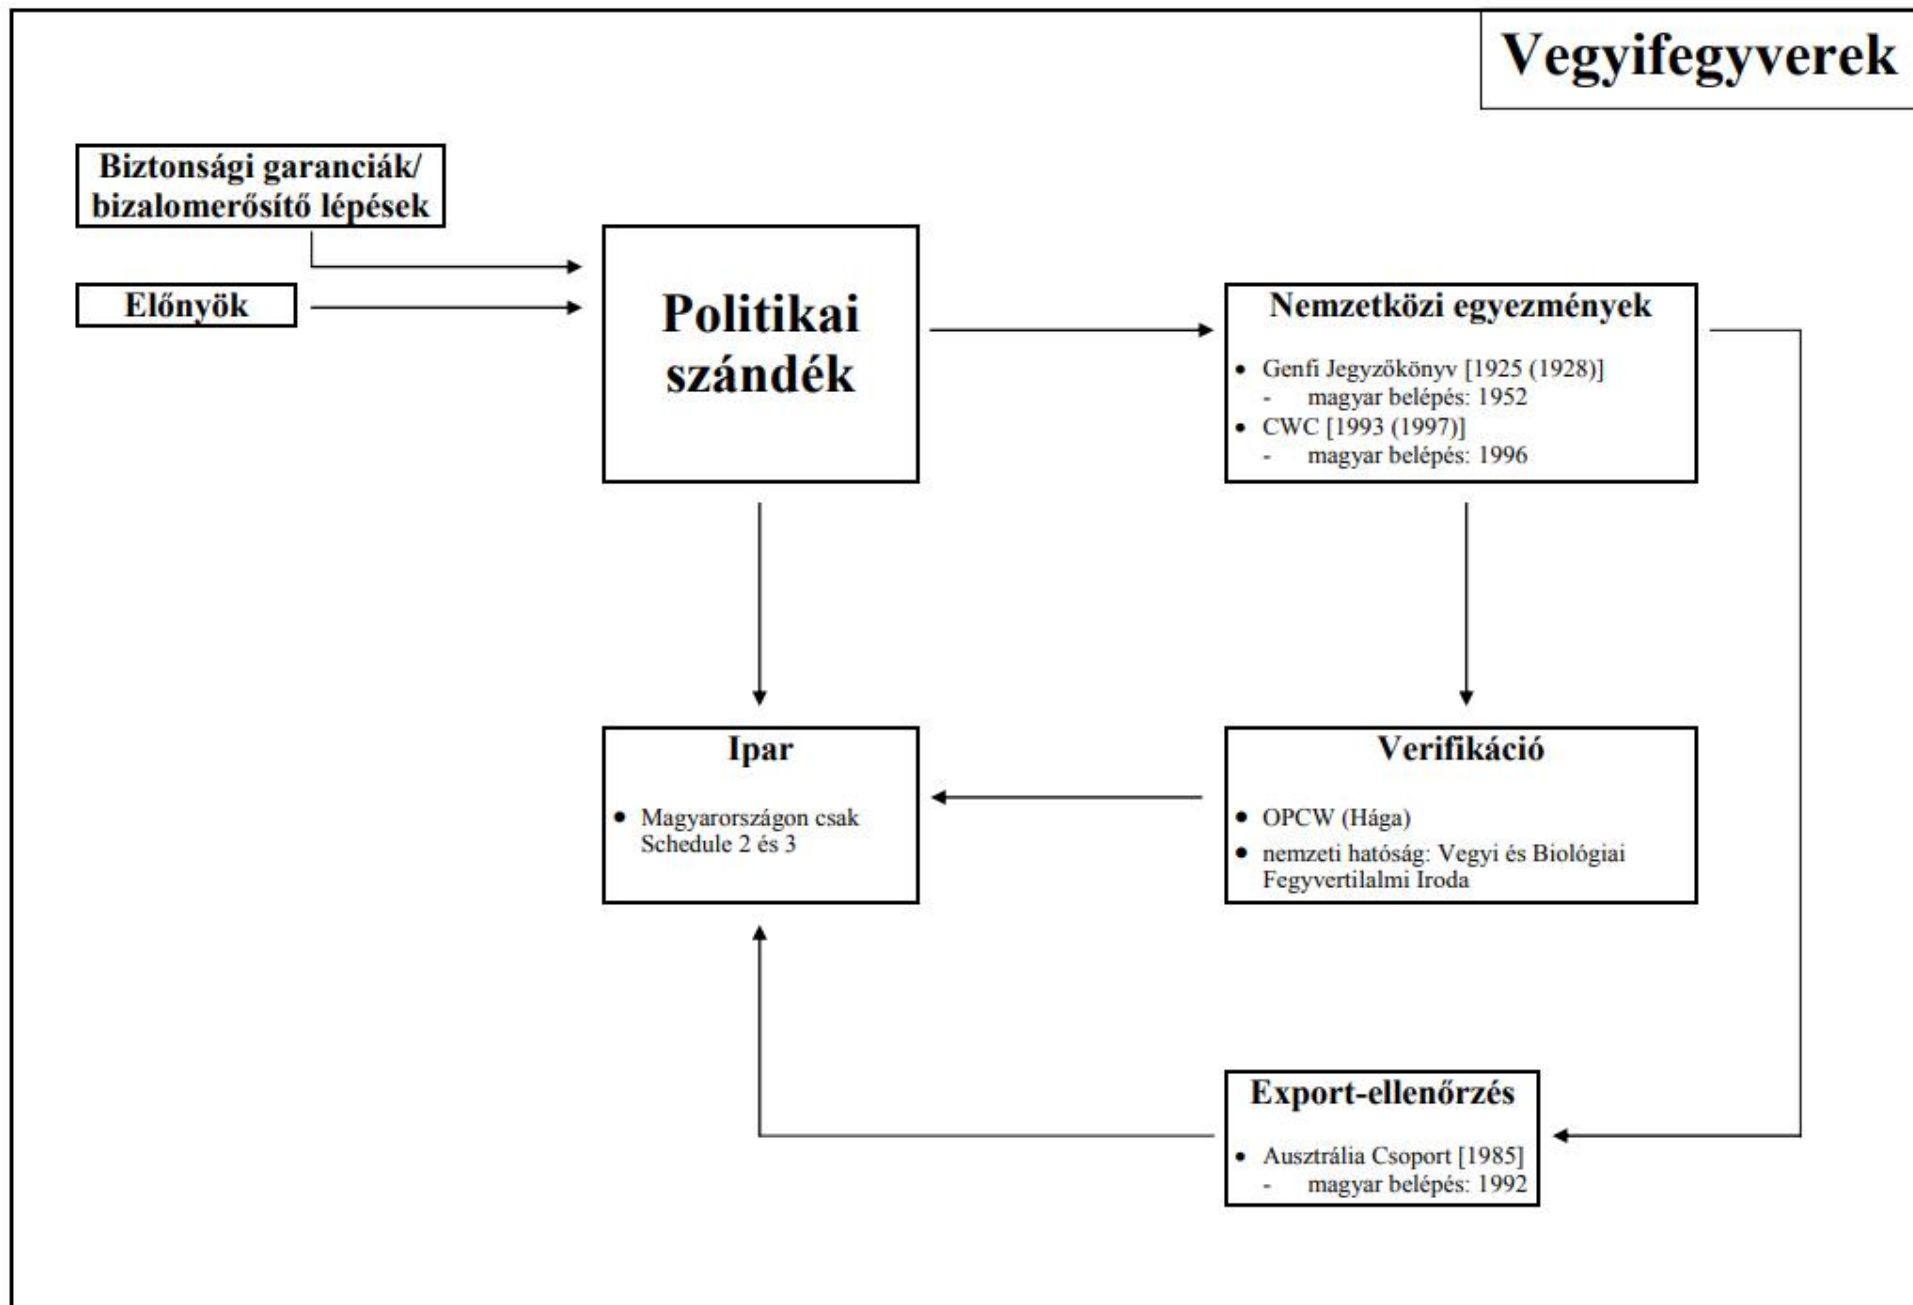 Vegyifegyverek
Biztonsági garanciák/
bizalomerősítő lépések
Előnyök
Politikai
szándék
Nemzetközi egyezmények
• Genfi Jegyzőkönyv [1925 (1928)]
- magyar belépés: 1952
• CWC [1993 (1997)]
- magyar belépés: 1996
Ipar
• Magyarországon csak
Schedule 2 és 3
Verifikáció
• OPCW (Hága)
• nemzeti hatóság: Vegyi és Biológiai
Fegyvertilalmi Iroda
Export-ellenőrzés
• Ausztrália Csoport [1985]
- magyar belépés: 1992